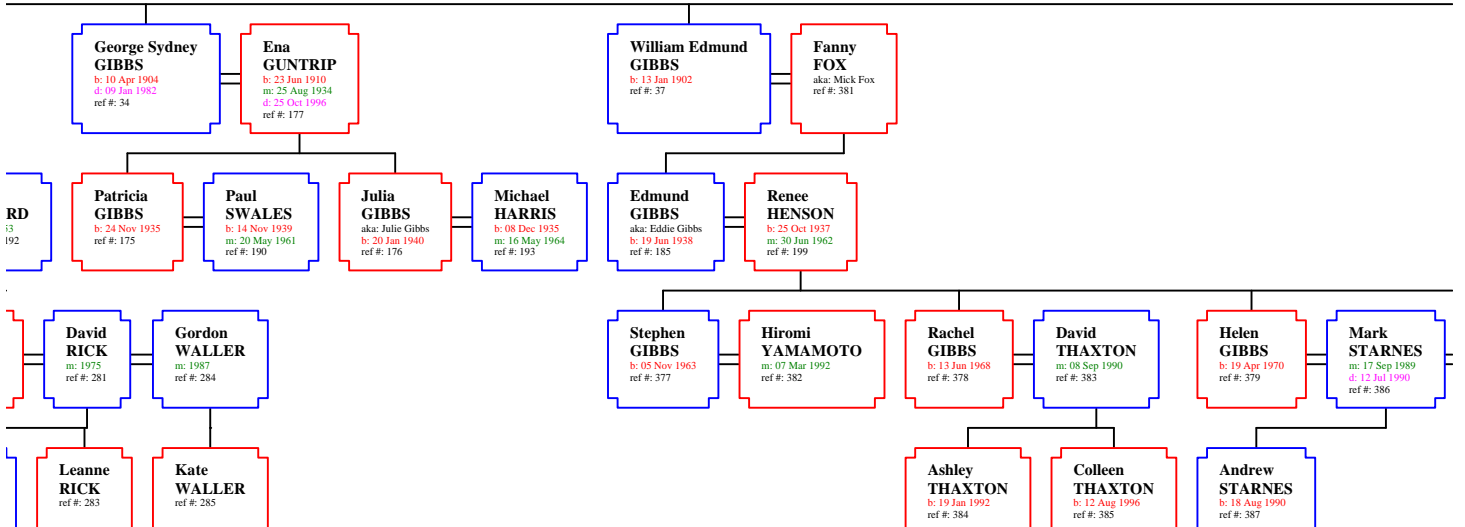 George Sydney
GIBBS
b: 10 Apr 1904
d: 09 Jan 1982
ref #: 34
Ena
GUNTRIP
b: 23 Jun 1910
m: 25 Aug 1934
d: 25 Oct 1996
ref #: 177
William Edmund
GIBBS
b: 13 Jan 1902
ref #: 37
Fanny
FOX
aka: Mick Fox
ref #: 381
RD
192
Patricia
GIBBS
b: 24 Nov 1935
ref #: 175
Paul
SWALES
b: 14 Nov 1939
m: 20 May 1961
ref #: 190
Julia
GIBBS
aka: Julie Gibbs
b: 20 Jan 1940
ref #: 176
Michael
HARRIS
b: 08 Dec 1935
m: 16 May 1964
ref #: 193
Edmund
GIBBS
aka: Eddie Gibbs
b: 19 Jun 1938
ref #: 185
Renee
HENSON
b: 25 Oct 1937
m: 30 Jun 1962
ref #: 199
David
RICK
m: 1975
ref #: 281
Gordon
WALLER
m: 1987
ref #: 284
Stephen
GIBBS
b: 05 Nov 1963
ref #: 377
Hiromi
YAMAMOTO
m: 07 Mar 1992
ref #: 382
Rachel
GIBBS
b: 13 Jun 1968
ref #: 378
David
THAXTON
m: 08 Sep 1990
ref #: 383
Helen
GIBBS
b: 19 Apr 1970
ref #: 379
Mark
STARNES
m: 17 Sep 1989
d: 12 Jul 1990
ref #: 386
Leanne
RICK
ref #: 283
Kate
WALLER
ref #: 285
Ashley
THAXTON
b: 19 Jan 1992
ref #: 384
Colleen
THAXTON
b: 12 Aug 1996
ref #: 385
Andrew
STARNES
b: 18 Aug 1990
ref #: 387